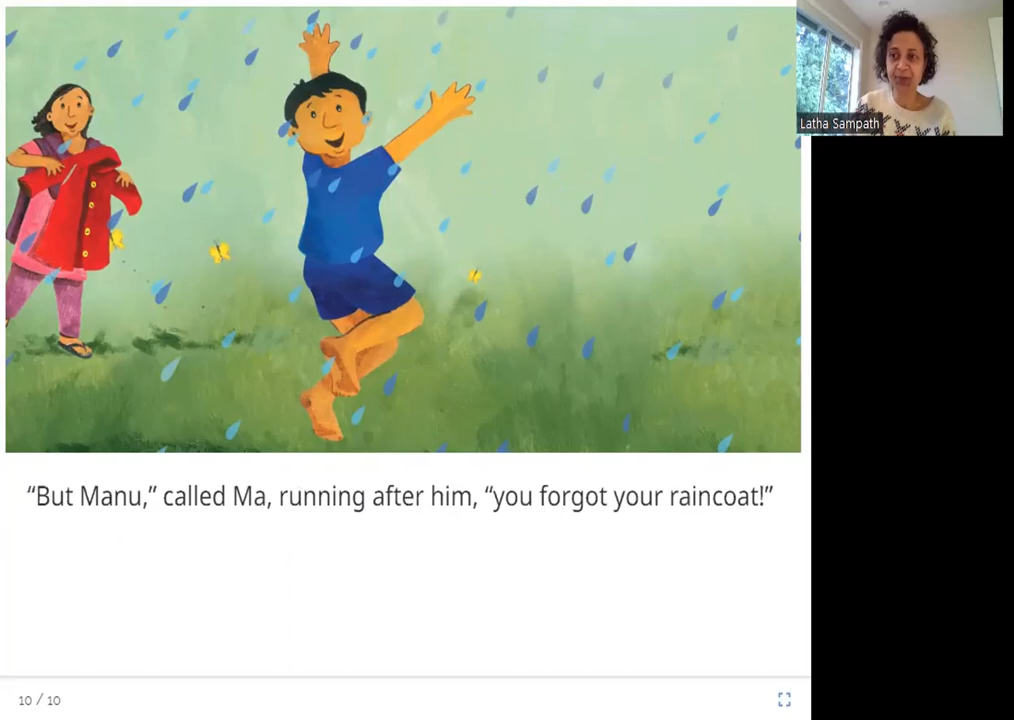 Latha Sampath
“But Manu,” called Ma, running after him, “you forgot your raincoat!”
10 / 10